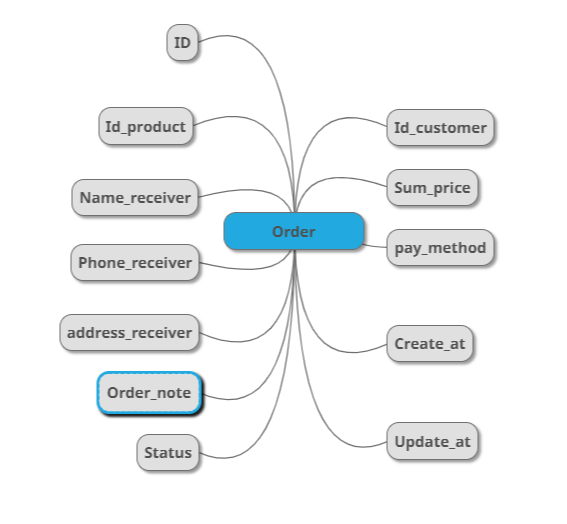 ID
Id_product
Name_receiver
Phone_receiver
address_receiver
Order_note
Status
Order
Id_customer
Sum_price
pay_method
Create_at
Update_at